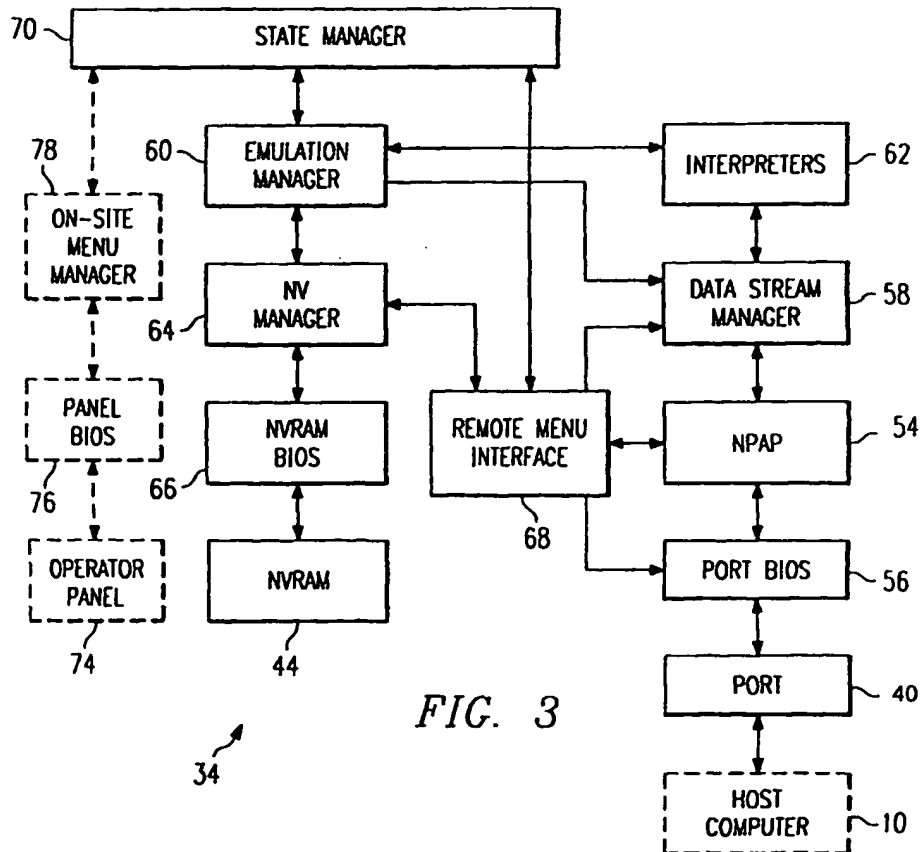 70
STATE MANAGER
78
ON-SITE
MENU
MANAGER
60
EMULATION
MANAGER
INTERPRETERS
62
64
NV
MANAGER
DATA STREAM
MANAGER
58
PANEL
BIOS
76
NVRAM
BIOS
66
REMOTE MENU
INTERFACE
68
NPAP
54
OPERATOR
PANEL
74
NVRAM
44
PORT BIOS
56
PORT
40
FIG. 3
34
HOST
COMPUTER
10